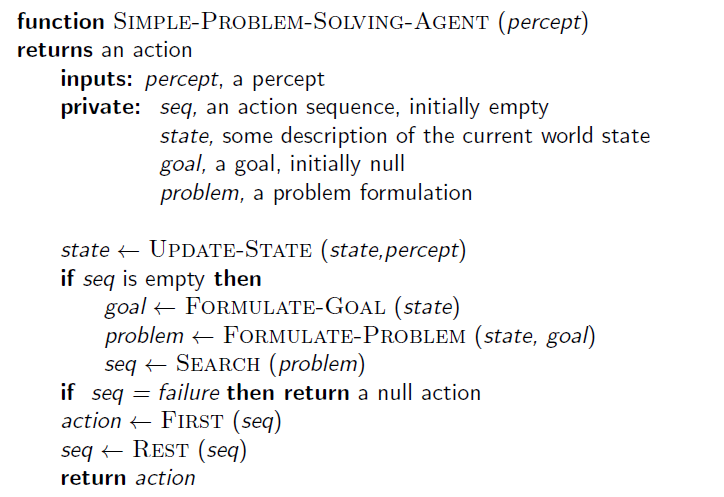 function SIMPLE-PROBLEM-SOLVING-AGENT (percept)
returns an action
inputs: percept, a percept
private: seq, an action sequence, initially empty
state, some description of the current world state
goal, a goal, initially null
problem, a problem formulation
state ← UPDATE-STATE (state,percept)
if seq is empty then
goal ← FORMULATE-GOAL (state)
problem ← FORMULATE-PROBLEM (state, goal)
seq ← SEARCH (problem)
if seq = failure then return a null action
action ← FIRST (seq)
seq ← REST (seq)
return action